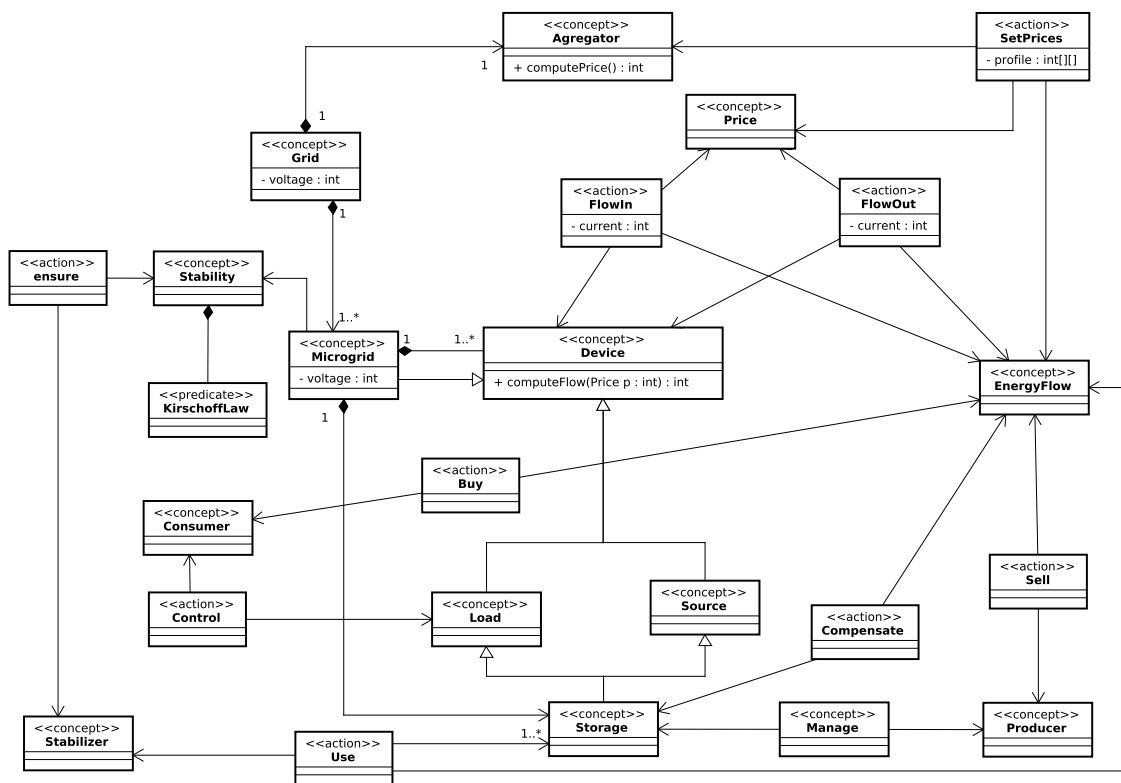 <<concept>>
Agregator
+ computePrice() : int
<<action>>
SetPrices
- profile : int[][]
1
<<concept>>
Price
1
<<concept>>
Grid
- voltage : int
1
<<action>>
FlowIn
- current : int
<<action>>
FlowOut
- current : int
<<action>>
ensure
<<concept>>
Stability
1..*
<<concept>>
Microgrid
- voltage : int
1
1..*
<<concept>>
Device
+ computeFlow(Price p : int) : int
<<concept>>
EnergyFlow
<<predicate>>
KirschoffLaw
1
<<action>>
Buy
<<concept>>
Consumer
<<action>>
Control
<<concept>>
Load
<<concept>>
Source
<<action>>
Sell
<<action>>
Compensate
<<concept>>
Stabilizer
<<action>>
Use
1..*
<<concept>>
Storage
<<concept>>
Manage
<<concept>>
Producer